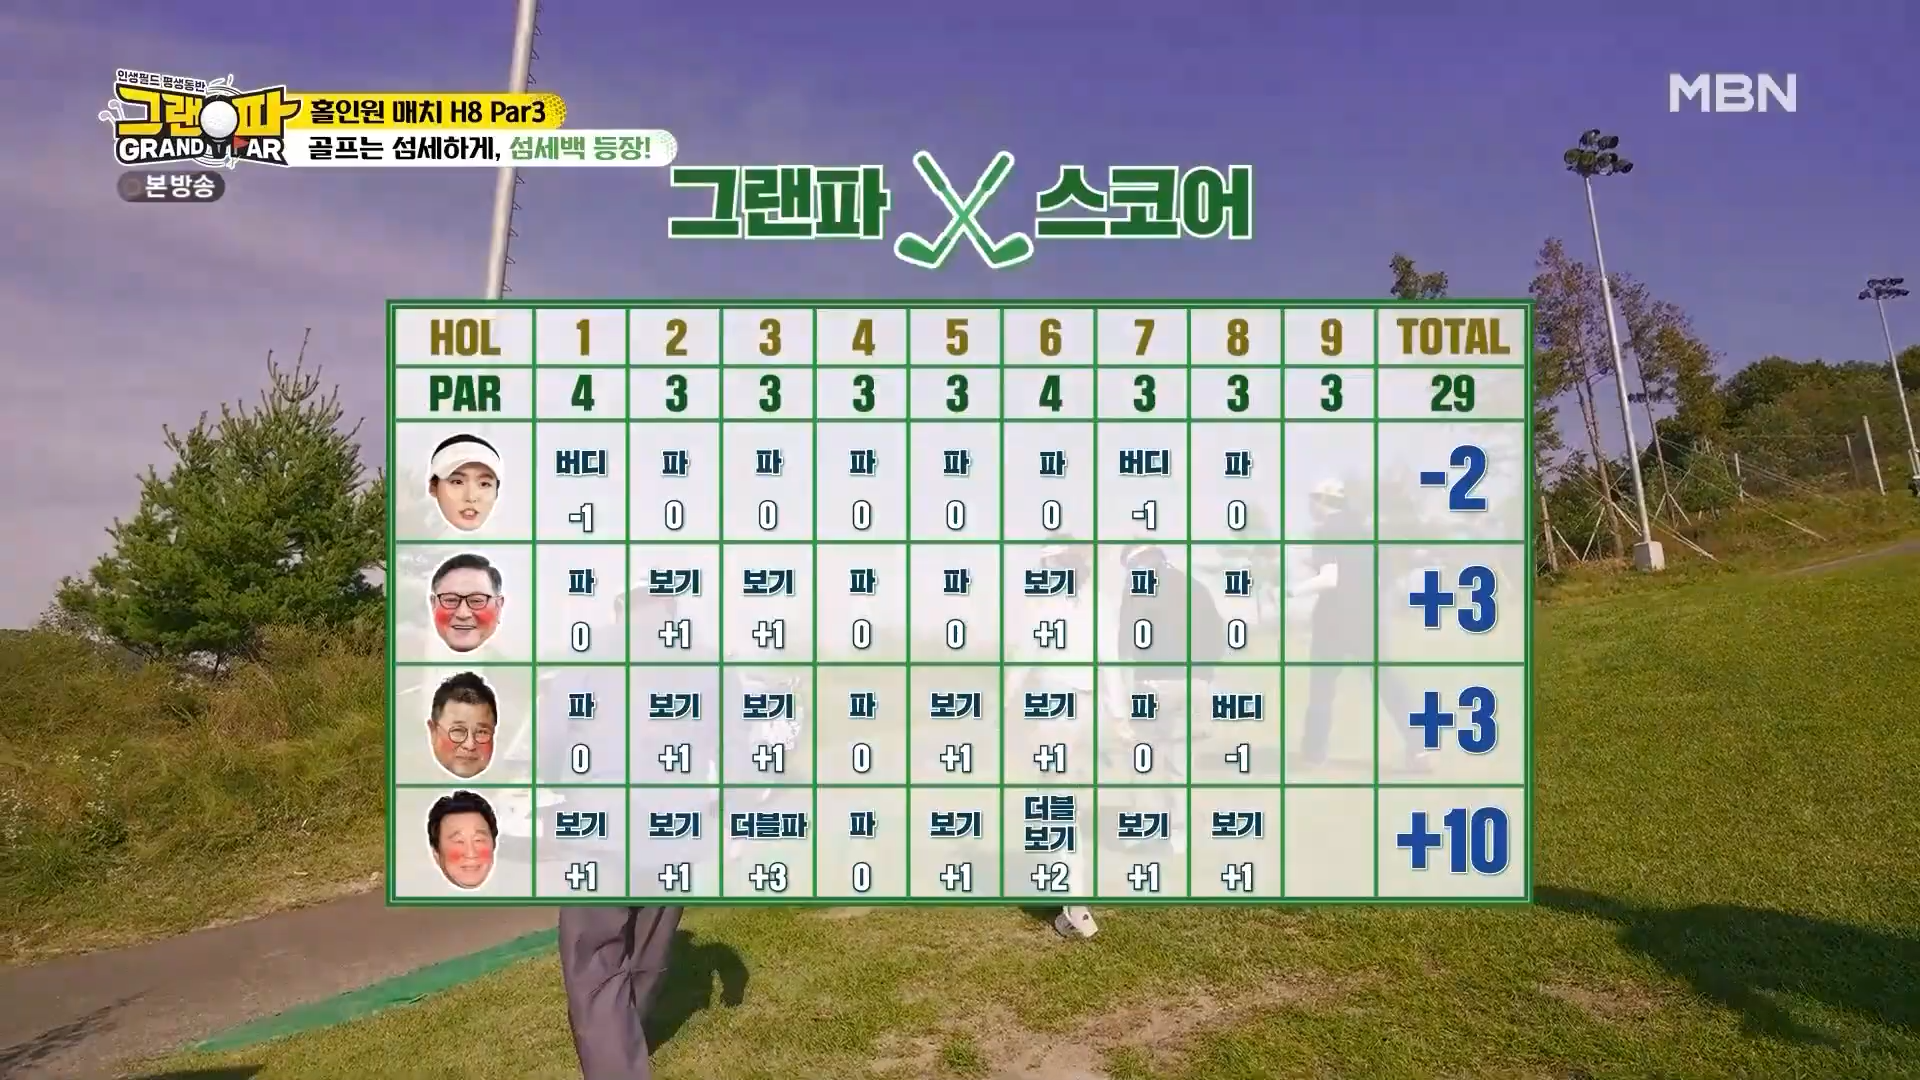 인생필드 평생동반
그랜파
GRANDPAR
홀인원 매치 H8 Par3
골프는 섬세하게, 섬세백 등장!
본방송
MBN
그랜파 스코어
HOL 1 2 3 4 5 6 7 8 9 TOTAL
PAR 4 3 3 3 3 4 3 3 3 29
버디 파 파 파 파 파 버디 파
-1 0 0 0 0 0 -1 0 -2
파 보기 보기 파 파 보기 파 파
0 +1 +1 0 0 +1 0 0 +3
파 보기 보기 파 보기 보기 파 버디
0 +1 +1 0 +1 +1 0 -1 +3
보기 보기 더블파 파 보기 더블 보기 보기 보기
+1 +1 +3 0 +1 +2 +1 +1 +10